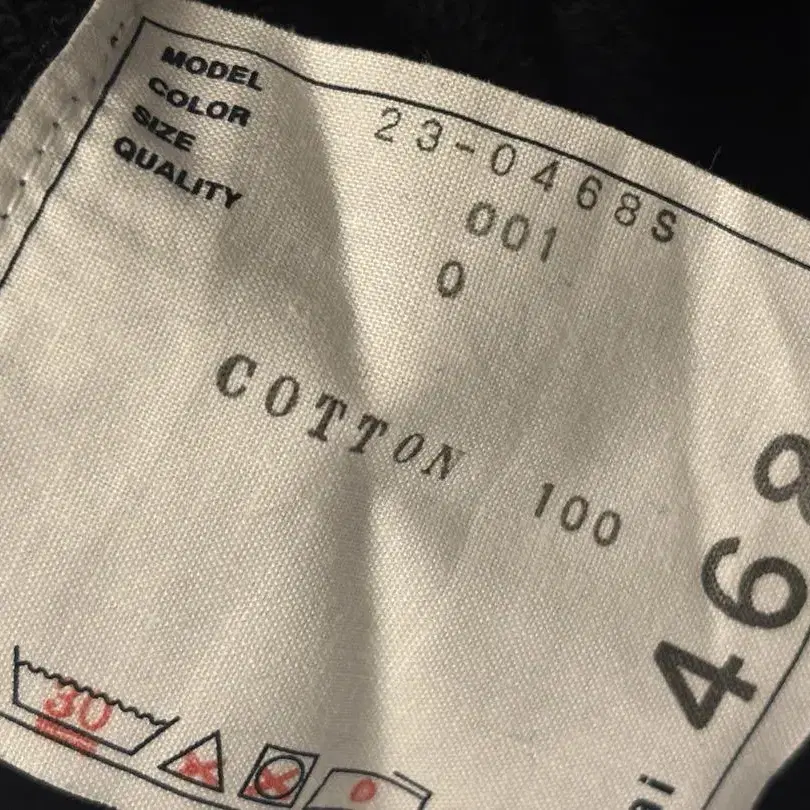 MODEL 23-0468S
COLOR 001
SIZE 0
QUALITY
COTTON 100
30
468